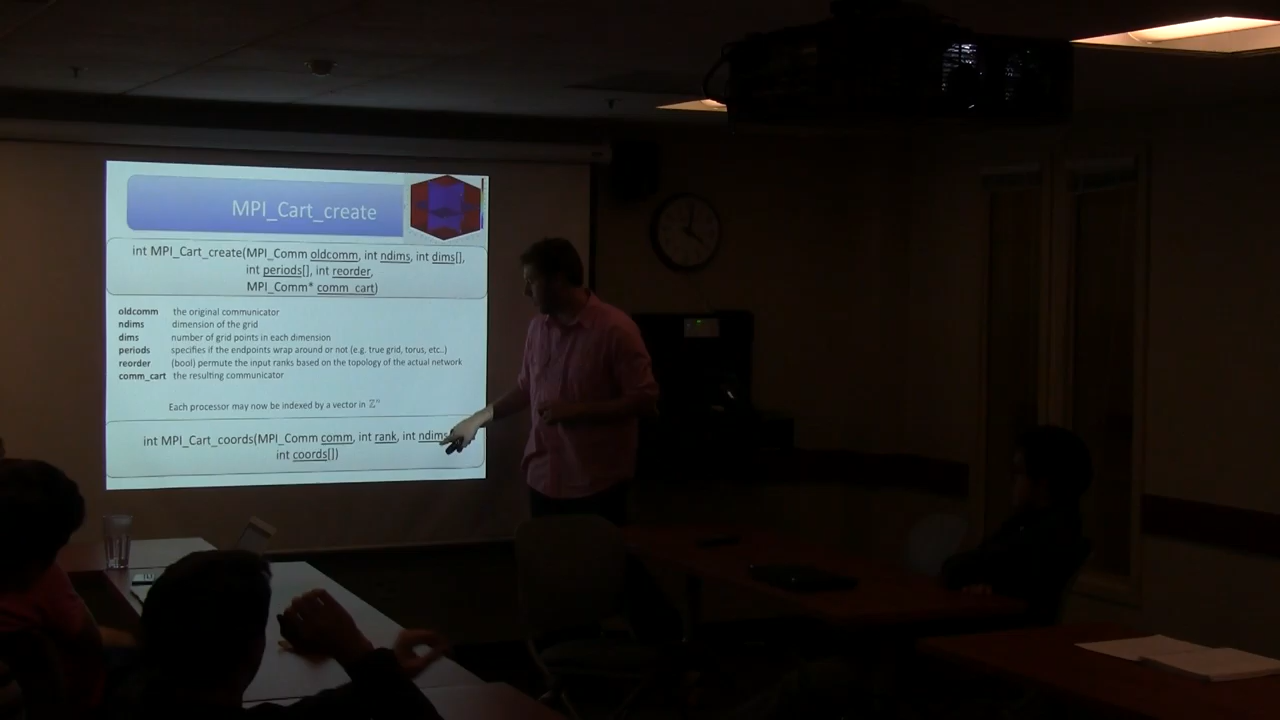 MPI_Cart_create
int MPI_Cart_create(MPI_Comm oldcomm, int ndims, int dims[],
int periods[], int reorder,
MPI_Comm* comm_cart)
oldcomm the original communicator
ndims dimension of the grid
dims number of grid points in each dimension
periods specifies if the endpoints wrap around or not (e.g. true grid, torus, etc..)
reorder (bool) permute the input ranks based on the topology of the actual network
comm_cart the resulting communicator
Each processor may now be indexed by a vector in ℤⁿ
int MPI_Cart_coords(MPI_Comm comm, int rank, int ndims
int coords[])